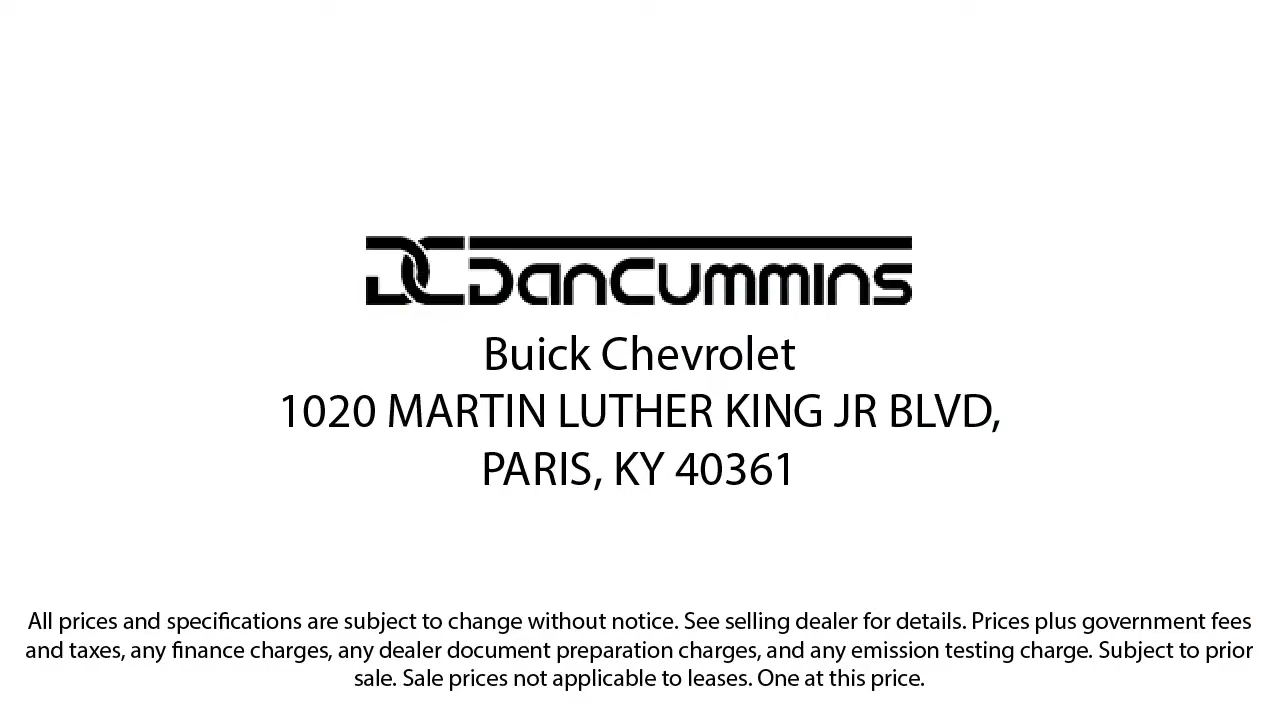 DC DanCummins
Buick Chevrolet
1020 MARTIN LUTHER KING JR BLVD,
PARIS, KY 40361
All prices and specifications are subject to change without notice. See selling dealer for details. Prices plus government fees
and taxes, any finance charges, any dealer document preparation charges, and any emission testing charge. Subject to prior
sale. Sale prices not applicable to leases. One at this price.